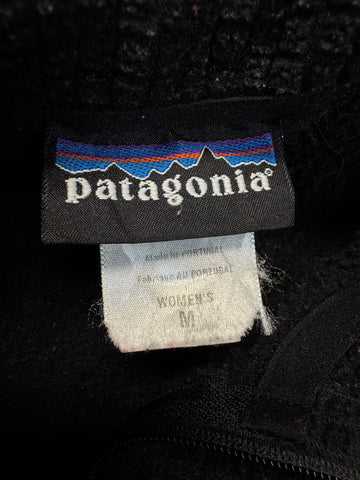 patagonia®
Made in PORTUGAL
Fabriqué AU PORTUGAL
WOMEN'S
M